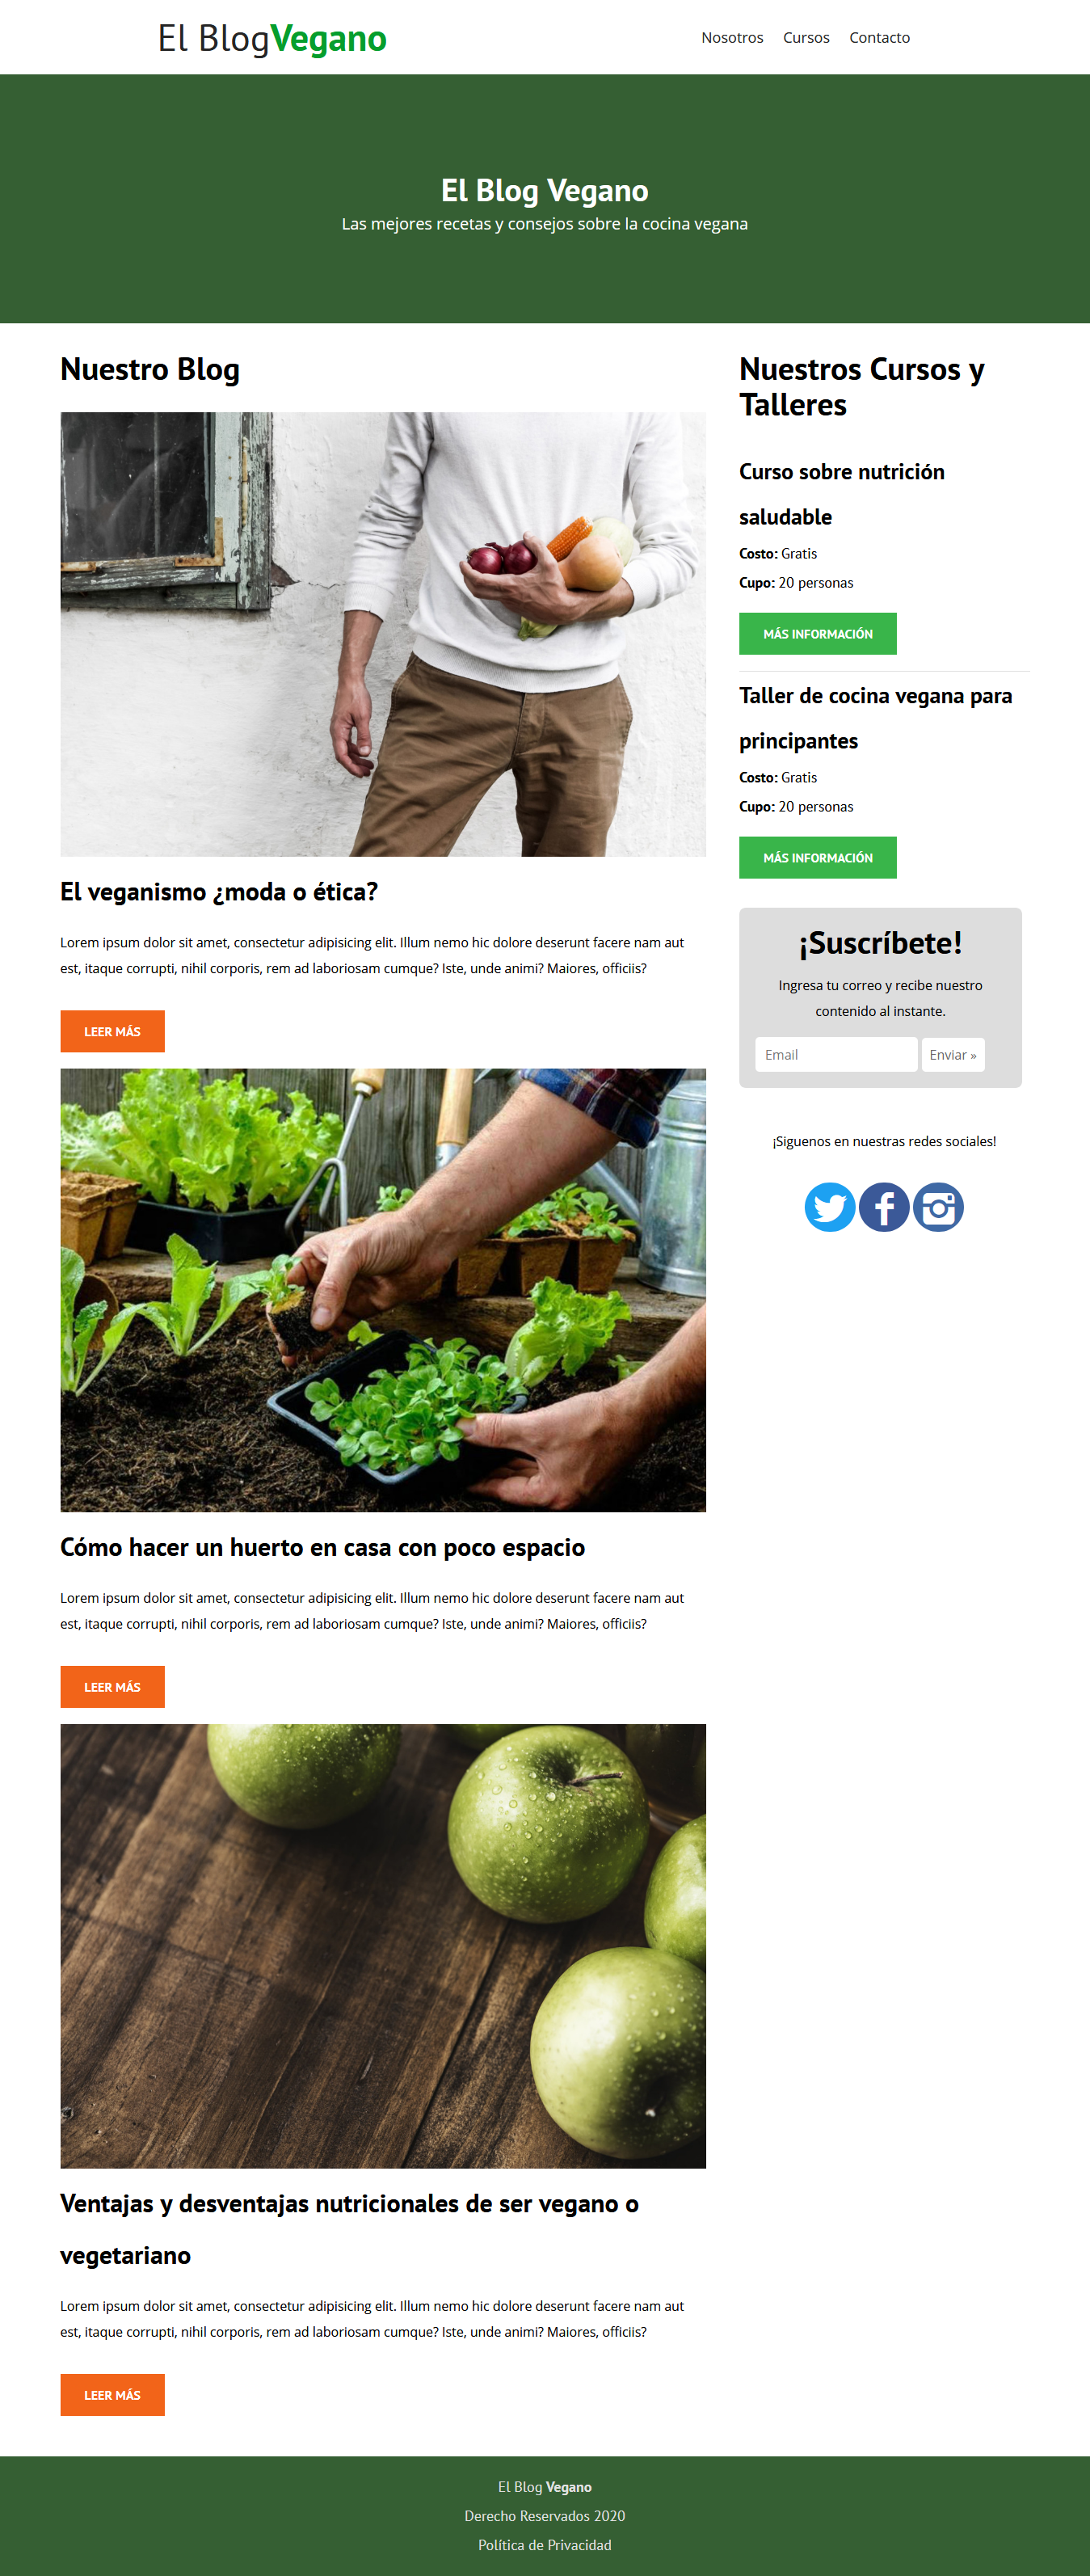 El BlogVegano
Nosotros Cursos Contacto
El Blog Vegano
Las mejores recetas y consejos sobre la cocina vegana
Nuestro Blog
El veganismo ¿moda o ética?
Lorem ipsum dolor sit amet, consectetur adipisicing elit. Illum nemo hic dolore deserunt facere nam aut
est, itaque corrupti, nihil corporis, rem ad laboriosam cumque? Iste, unde animi? Maiores, officiis?
LEER MÁS
Cómo hacer un huerto en casa con poco espacio
Lorem ipsum dolor sit amet, consectetur adipisicing elit. Illum nemo hic dolore deserunt facere nam aut
est, itaque corrupti, nihil corporis, rem ad laboriosam cumque? Iste, unde animi? Maiores, officiis?
LEER MÁS
Ventajas y desventajas nutricionales de ser vegano o
vegetariano
Lorem ipsum dolor sit amet, consectetur adipisicing elit. Illum nemo hic dolore deserunt facere nam aut
est, itaque corrupti, nihil corporis, rem ad laboriosam cumque? Iste, unde animi? Maiores, officiis?
LEER MÁS
Nuestros Cursos y
Talleres
Curso sobre nutrición
saludable
Costo: Gratis
Cupo: 20 personas
MÁS INFORMACIÓN
Taller de cocina vegana para
principantes
Costo: Gratis
Cupo: 20 personas
MÁS INFORMACIÓN
¡Suscríbete!
Ingresa tu correo y recibe nuestro
contenido al instante.
Email Enviar »
¡Siguenos en nuestras redes sociales!
El Blog Vegano
Derecho Reservados 2020
Política de Privacidad